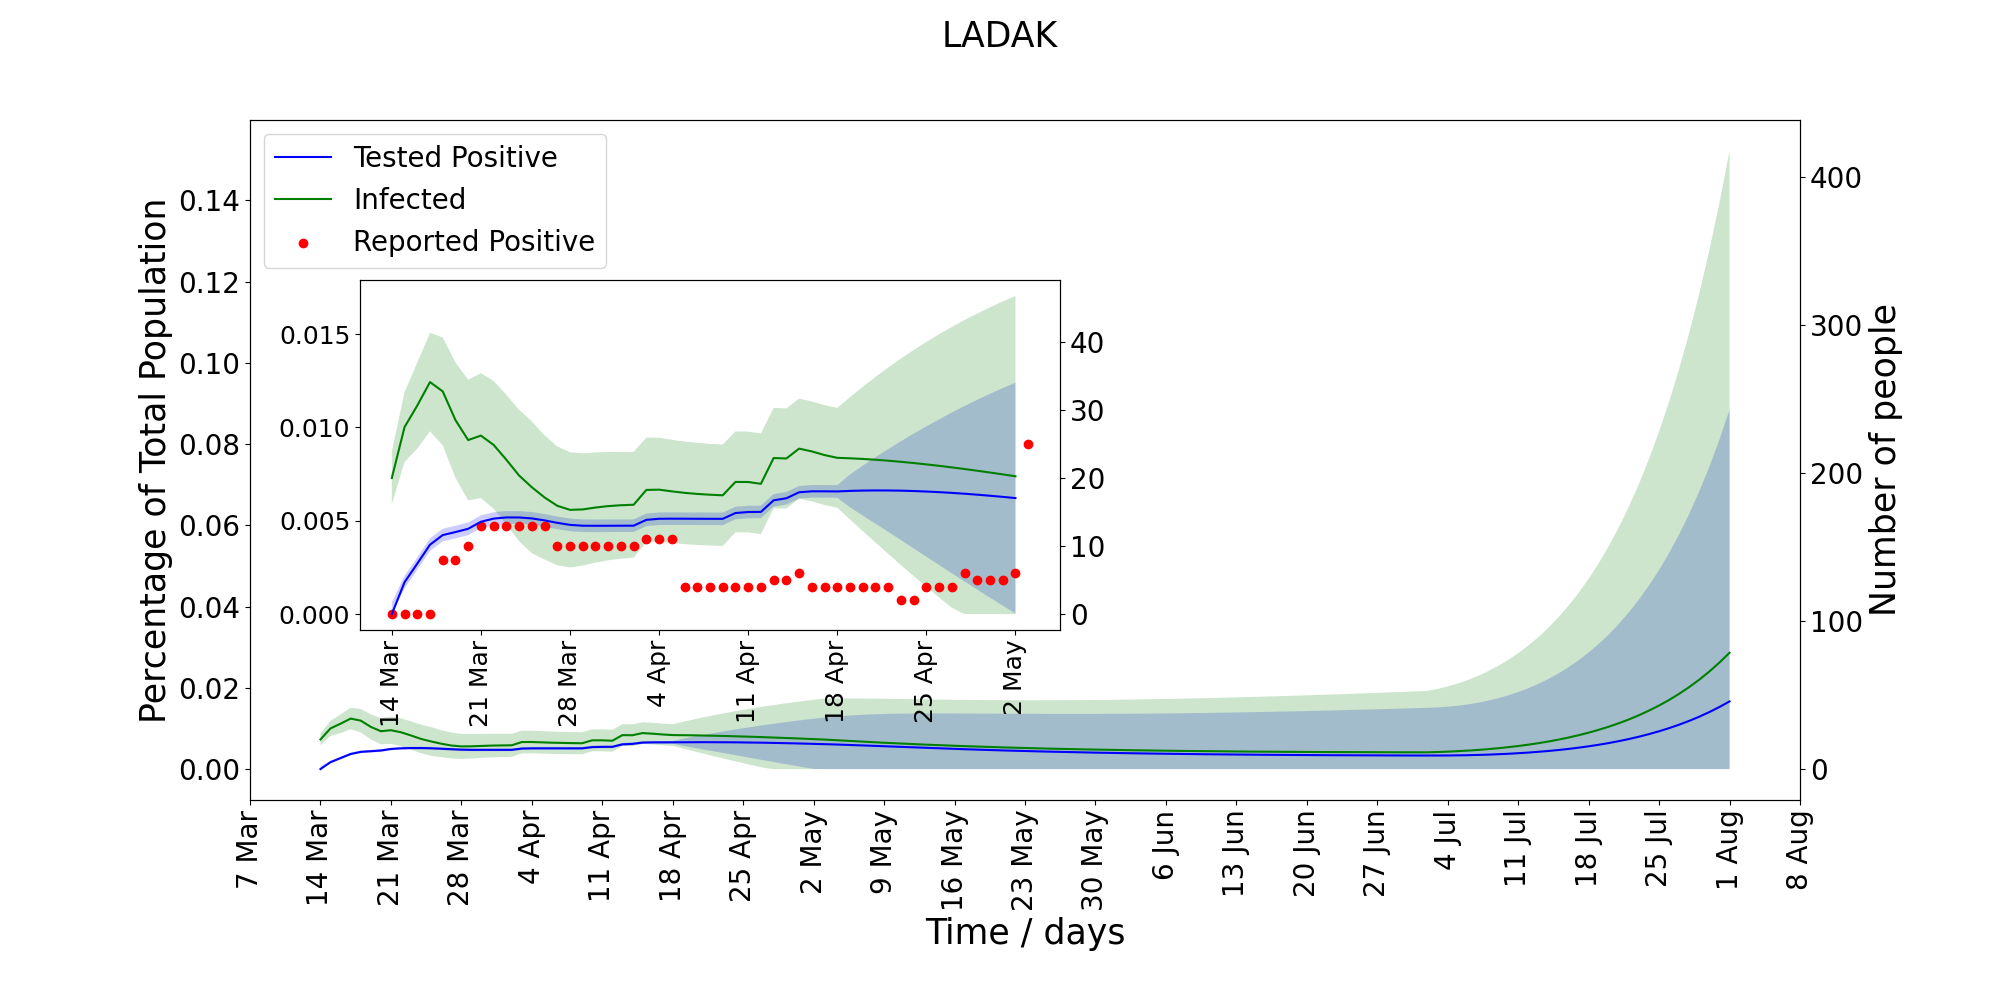 LADAK
Tested Positive
Infected
Reported Positive
Percentage of Total Population
0.14
0.12
0.10
0.08
0.06
0.04
0.02
0.00
0.015
0.010
0.005
0.000
40
30
20
10
0
14 Mar
21 Mar
28 Mar
4 Apr
11 Apr
18 Apr
25 Apr
2 May
400
300
200
100
0
Number of people
7 Mar
14 Mar
21 Mar
28 Mar
4 Apr
11 Apr
18 Apr
25 Apr
2 May
9 May
16 May
23 May
30 May
6 Jun
13 Jun
20 Jun
27 Jun
4 Jul
11 Jul
18 Jul
25 Jul
1 Aug
8 Aug
Time / days